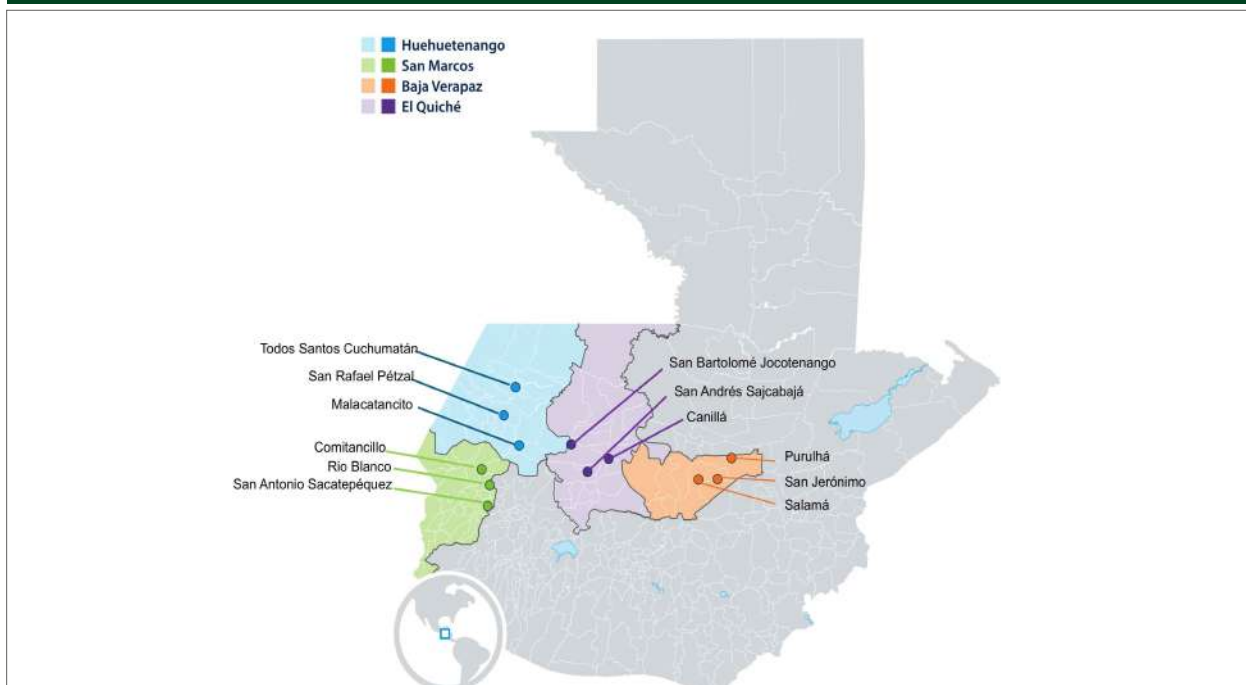 Huehuetenango
San Marcos
Baja Verapaz
El Quiché
Todos Santos Cuchumatán
San Rafael Pétzal
Malacatancito
Comitancillo
Rio Blanco
San Antonio Sacatepéquez
San Bartolomé Jocotenango
San Andrés Sajcabajá
Canillá
Purulhá
San Jerónimo
Salamá